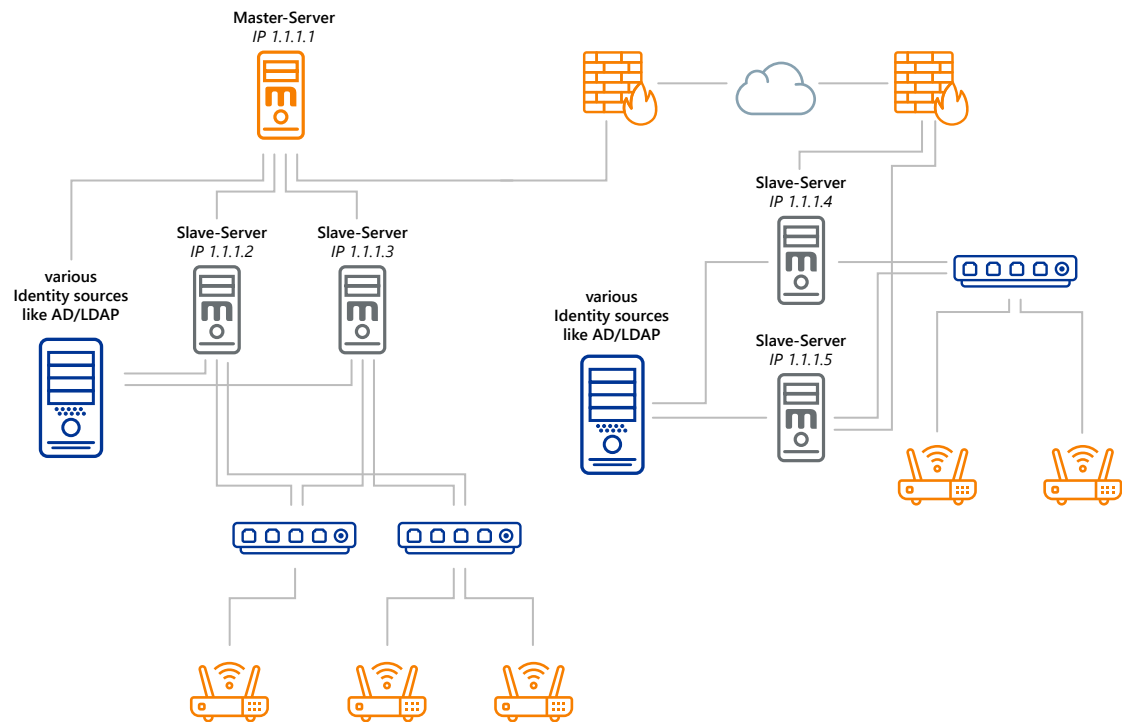 Master-Server
IP 1.1.1.1
Slave-Server
IP 1.1.1.2
Slave-Server
IP 1.1.1.3
various
Identity sources
like AD/LDAP
Slave-Server
IP 1.1.1.4
various
Identity sources
like AD/LDAP
Slave-Server
IP 1.1.1.5
m
m
m
m
m